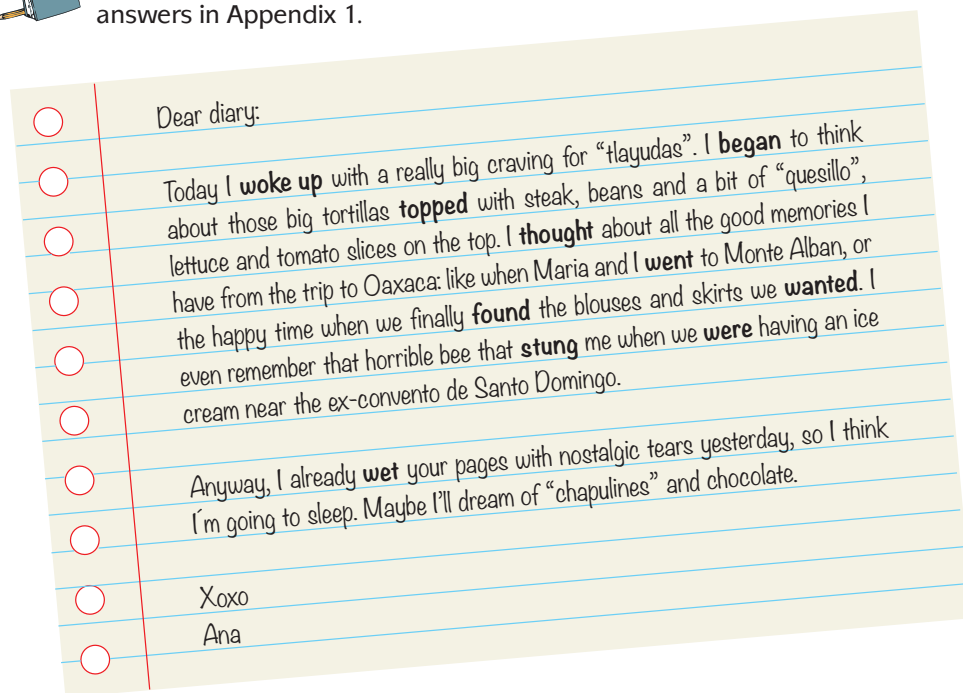 answers in Appendix 1.
Dear diary:
Today I woke up with a really big craving for “tlayudas”. I began to think
about those big tortillas topped with steak, beans and a bit of “quesillo”,
lettuce and tomato slices on the top. I thought about all the good memories I
have from the trip to Oaxaca: like when Maria and I went to Monte Alban, or
the happy time when we finally found the blouses and skirts we wanted. I
even remember that horrible bee that stung me when we were having an ice
cream near the ex-convento de Santo Domingo.
Anyway, I already wet your pages with nostalgic tears yesterday, so I think
I´m going to sleep. Maybe I’ll dream of “chapulines” and chocolate.
Xoxo
Ana